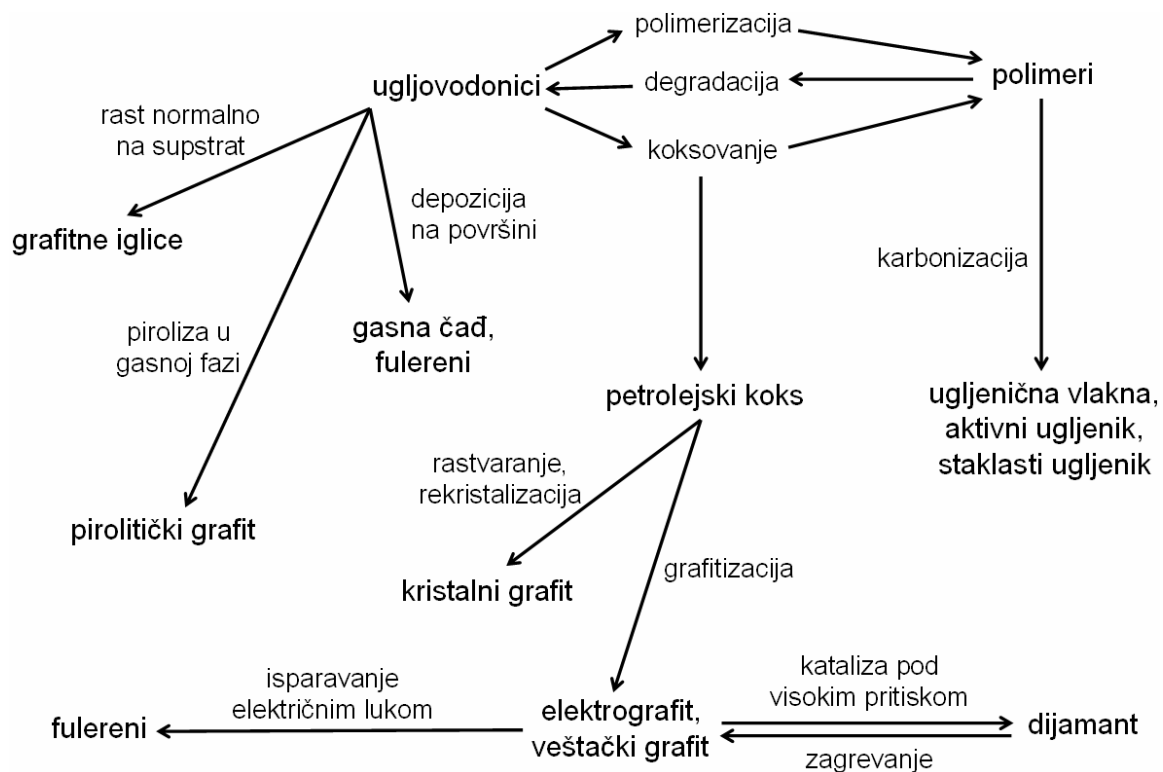 polimerizacija
ugljovodonici
degradacija
polimeri
koksovanje
rast normalno
na supstrat
grafitne iglice
depozicija
na površini
gasna čađ,
fulereni
piroliza u
gasnoj fazi
pirolitički grafit
karbonizacija
petrolejski koks
ugljenična vlakna,
aktivni ugljenik,
staklasti ugljenik
rastvaranje,
rekristalizacija
kristalni grafit
grafitizacija
isparavanje
električnim lukom
fulereni
elektrografit,
veštački grafit
kataliza pod
visokim pritiskom
zagrevanje
dijamant